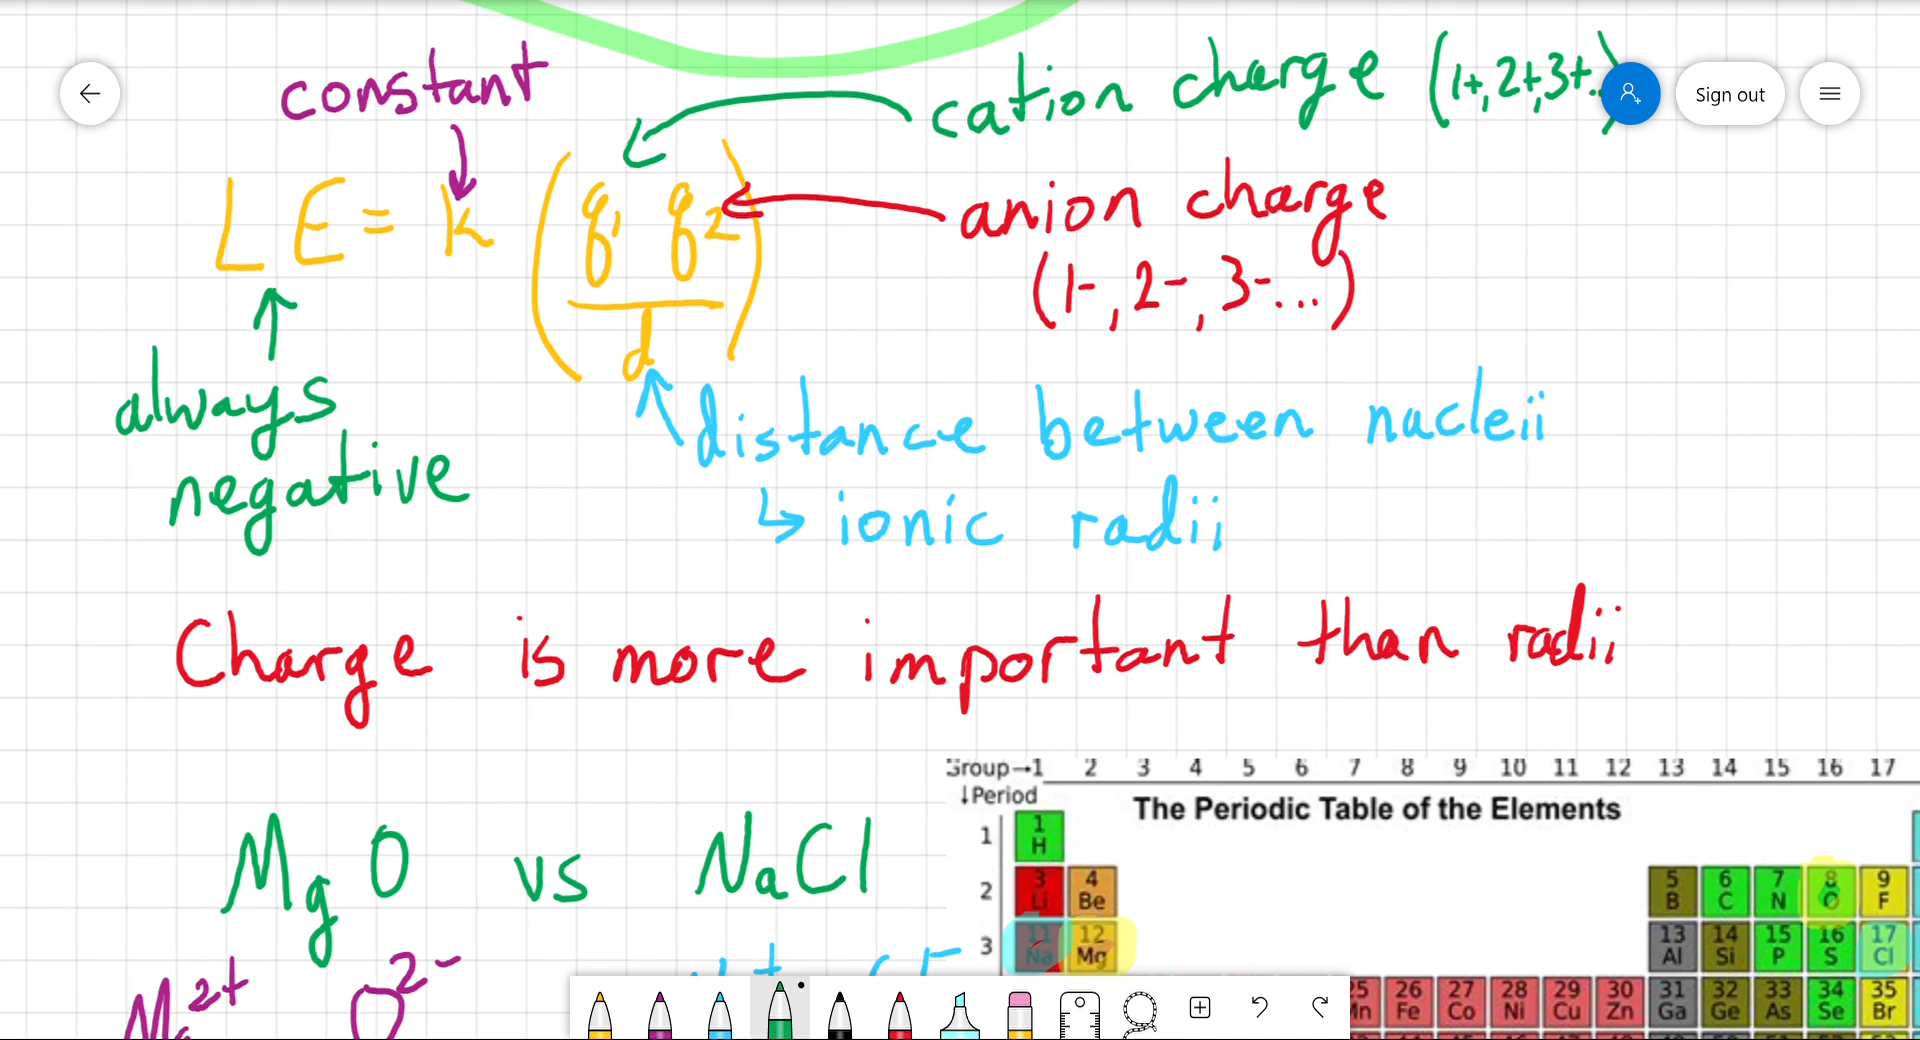 constant
cation charge (1+, 2+, 3+...)
Sign out
LE = k (q1 q2 / d)
anion charge
(1-, 2-, 3-...)
always
negative
distance between nucleii
↳ ionic radii
Charge is more important than radii
Group→1 2 3 4 5 6 7 8 9 10 11 12 13 14 15 16 17
↓Period
The Periodic Table of the Elements
MgO vs NaCl
1
1
H
2
3 4 5 6 7 8 9
Li Be B C N O F
3
11 12 13 14 15 16 17
Na Mg Al Si P S Cl
Mg2+ O2-
25 26 27 28 29 30 31 32 33 34 35
Mn Fe Co Ni Cu Zn Ga Ge As Se Br